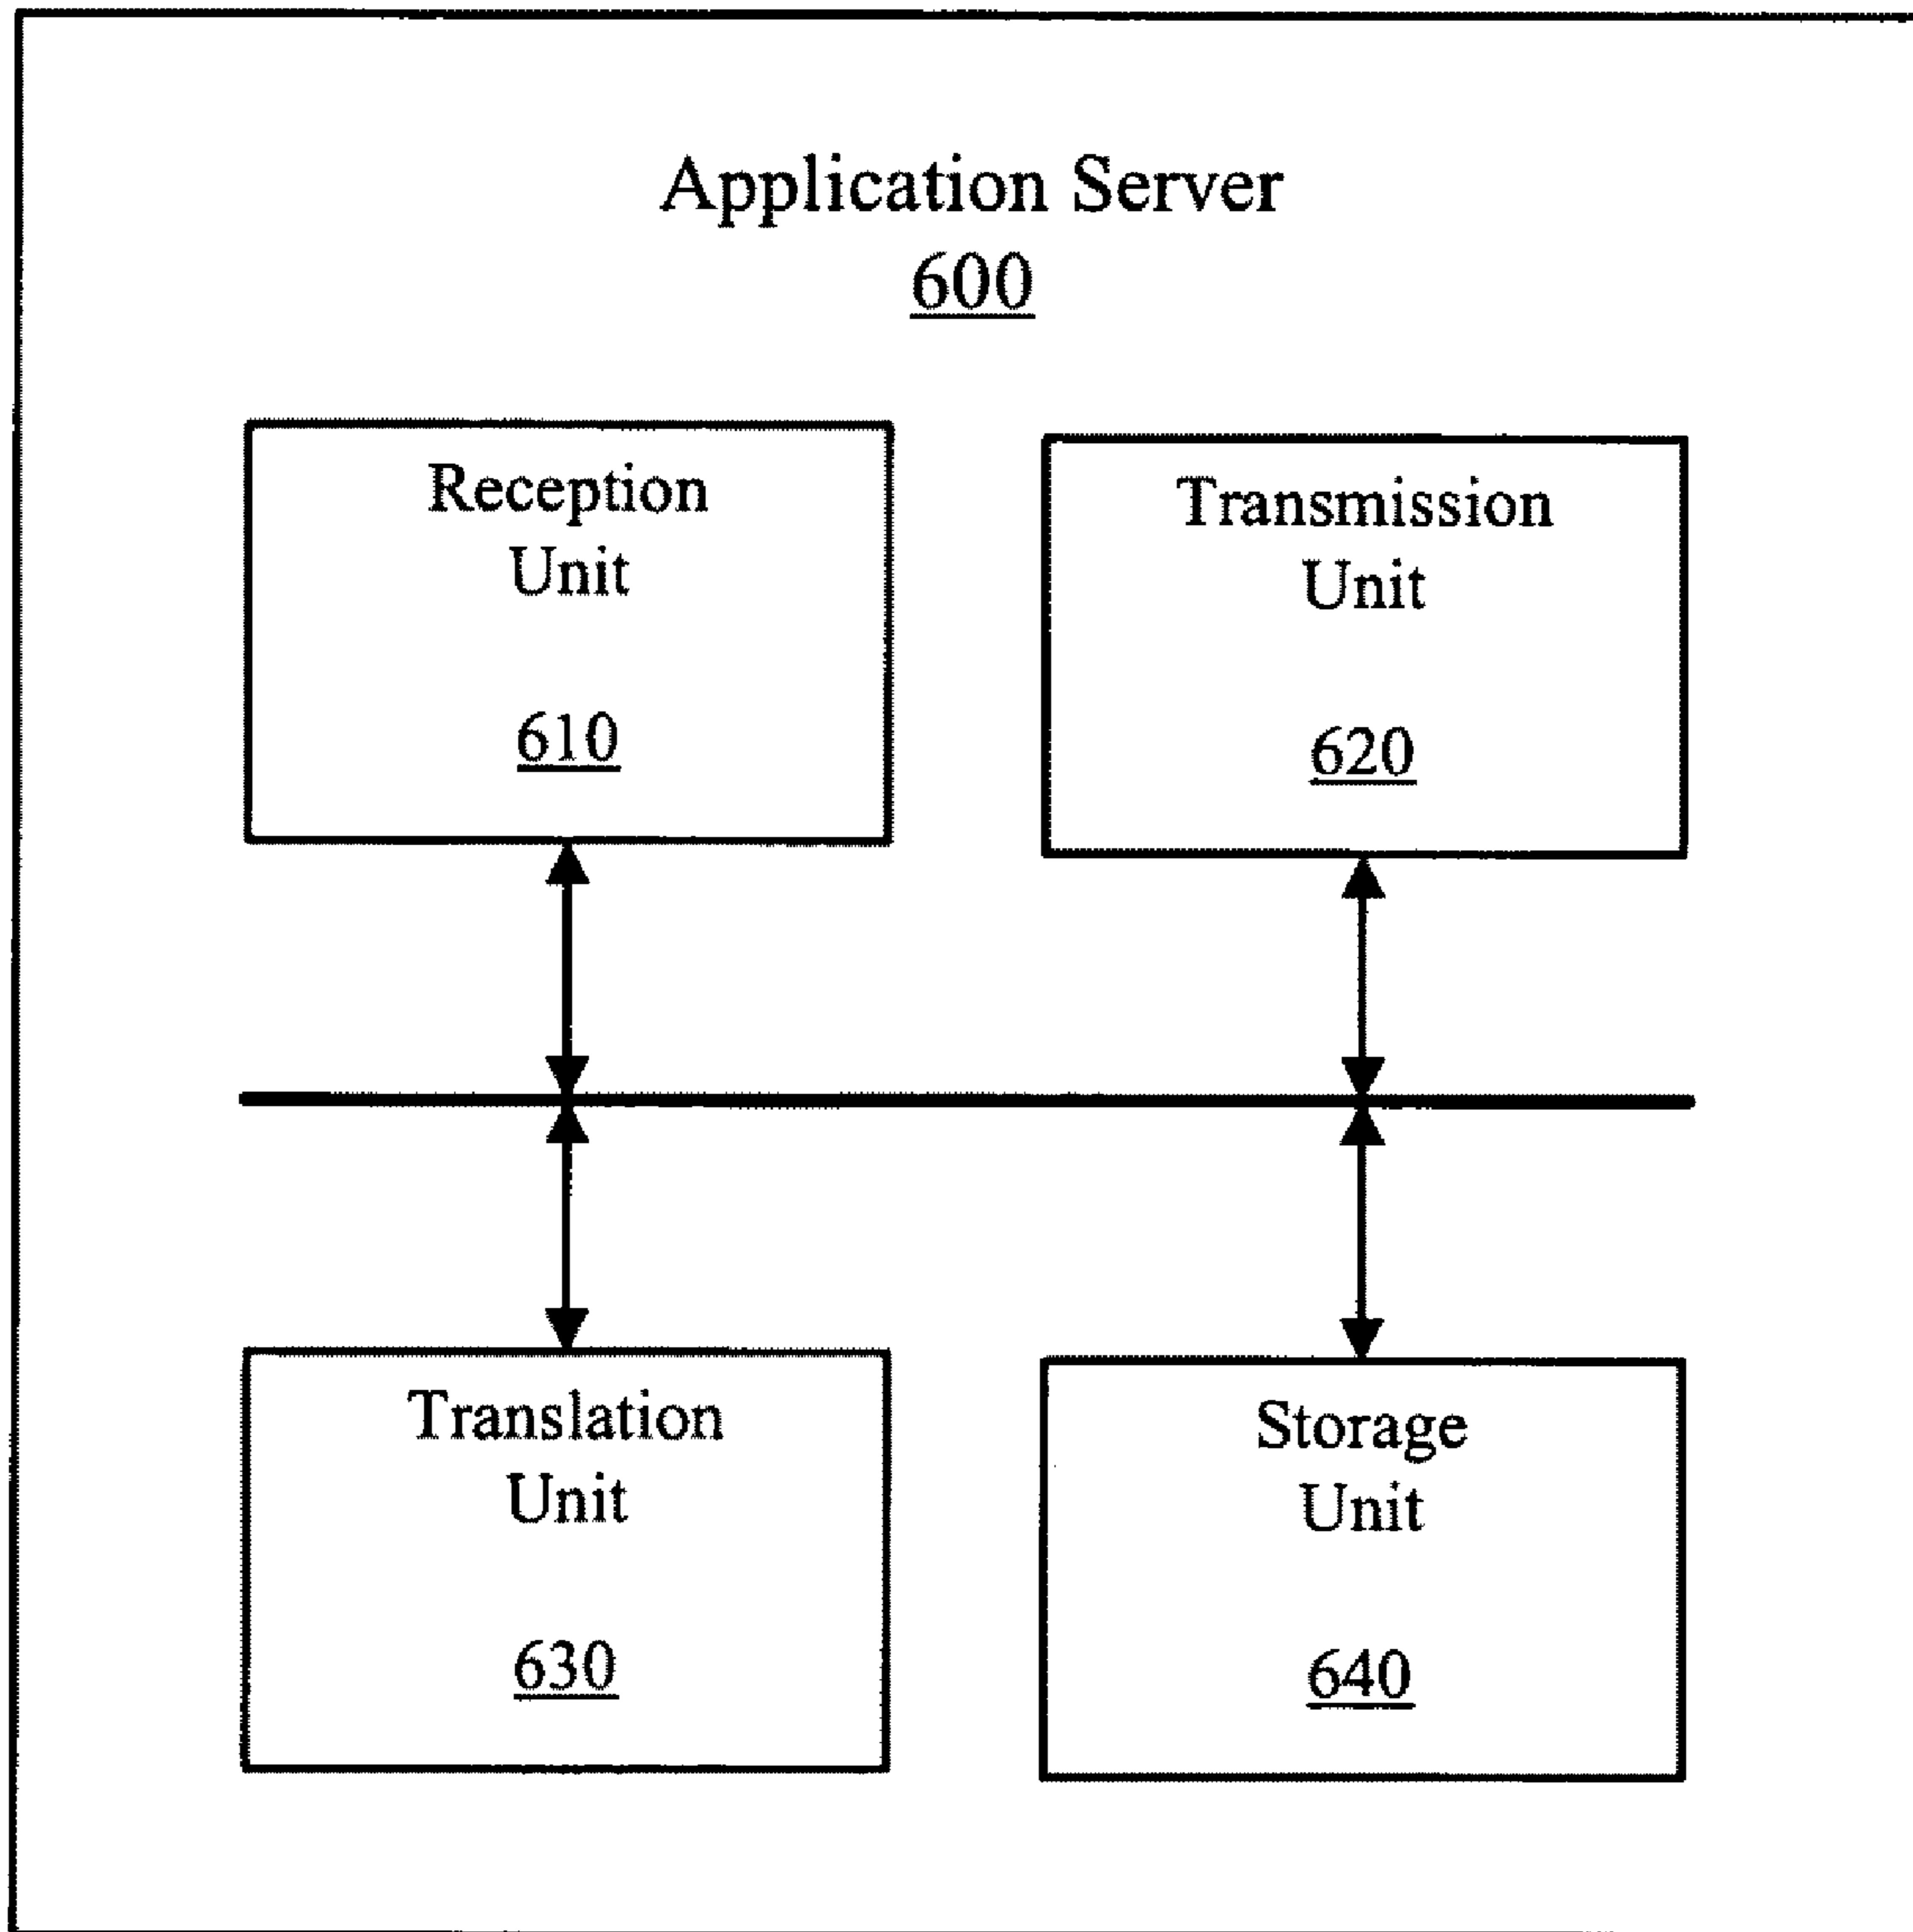 Application Server
600
Reception
Unit
610
Transmission
Unit
620
Translation
Unit
630
Storage
Unit
640